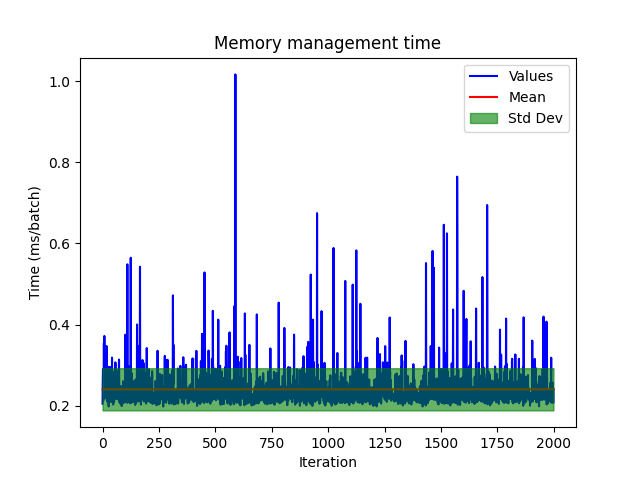 Memory management time
Values
Mean
Std Dev
1.0
0.8
0.6
0.4
0.2
Time (ms/batch)
0 250 500 750 1000 1250 1500 1750 2000
Iteration